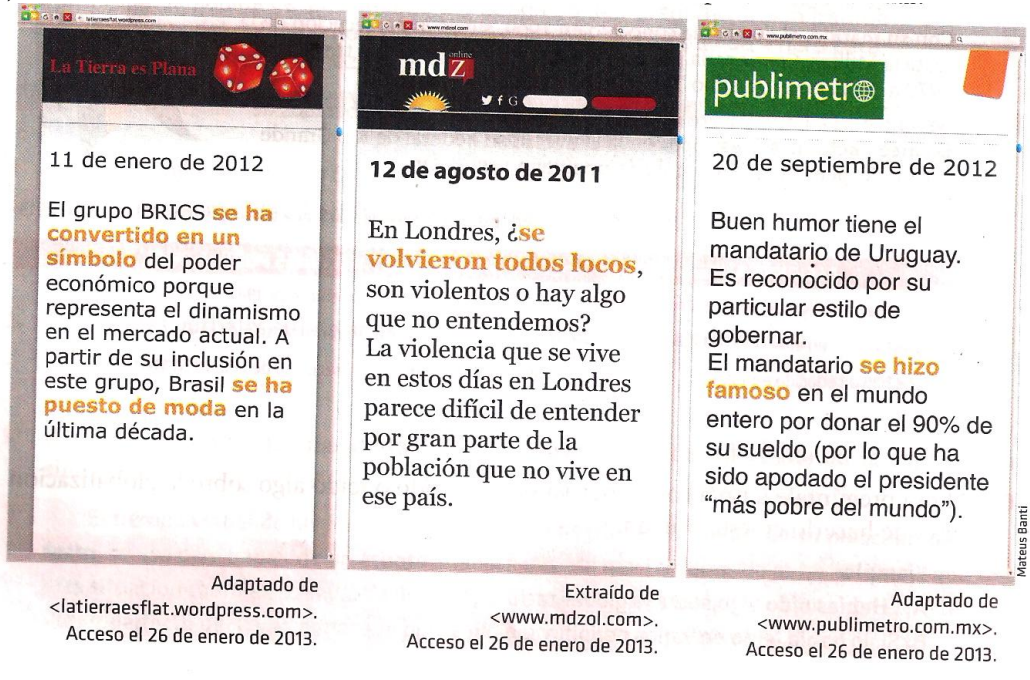 latierraesflat.wordpress.com
La Tierra es Plana
11 de enero de 2012
El grupo BRICS se ha
convertido en un
símbolo del poder
económico porque
representa el dinamismo
en el mercado actual. A
partir de su inclusión en
este grupo, Brasil se ha
puesto de moda en la
última década.
Adaptado de
<latierraesflat.wordpress.com>.
Acceso el 26 de enero de 2013.
www.mdzol.com
mdz online
f G
12 de agosto de 2011
En Londres, ¿se
volvieron todos locos,
son violentos o hay algo
que no entendemos?
La violencia que se vive
en estos días en Londres
parece difícil de entender
por gran parte de la
población que no vive en
ese país.
Extraído de
<www.mdzol.com>.
Acceso el 26 de enero de 2013.
www.publimetro.com.mx
publimetro
20 de septiembre de 2012
Buen humor tiene el
mandatario de Uruguay.
Es reconocido por su
particular estilo de
gobernar.
El mandatario se hizo
famoso en el mundo
entero por donar el 90% de
su sueldo (por lo que ha
sido apodado el presidente
“más pobre del mundo”).
Adaptado de
<www.publimetro.com.mx>.
Acceso el 26 de enero de 2013.
Mateus Banti